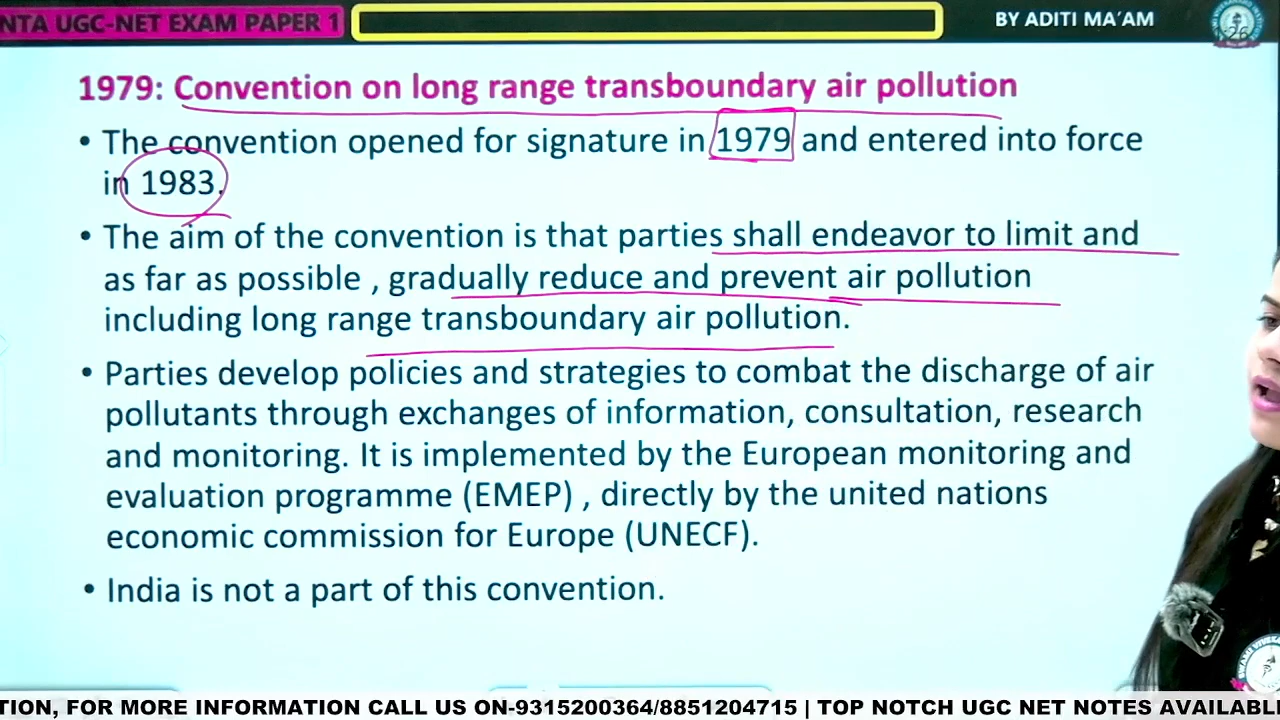 NTA UGC-NET EXAM PAPER 1
BY ADITI MA'AM
1979: Convention on long range transboundary air pollution
• The convention opened for signature in 1979 and entered into force
in 1983.
• The aim of the convention is that parties shall endeavor to limit and
as far as possible , gradually reduce and prevent air pollution
including long range transboundary air pollution.
• Parties develop policies and strategies to combat the discharge of air
pollutants through exchanges of information, consultation, research
and monitoring. It is implemented by the European monitoring and
evaluation programme (EMEP) , directly by the united nations
economic commission for Europe (UNECF).
• India is not a part of this convention.
TION, FOR MORE INFORMATION CALL US ON-9315200364/8851204715 | TOP NOTCH UGC NET NOTES AVAILABL